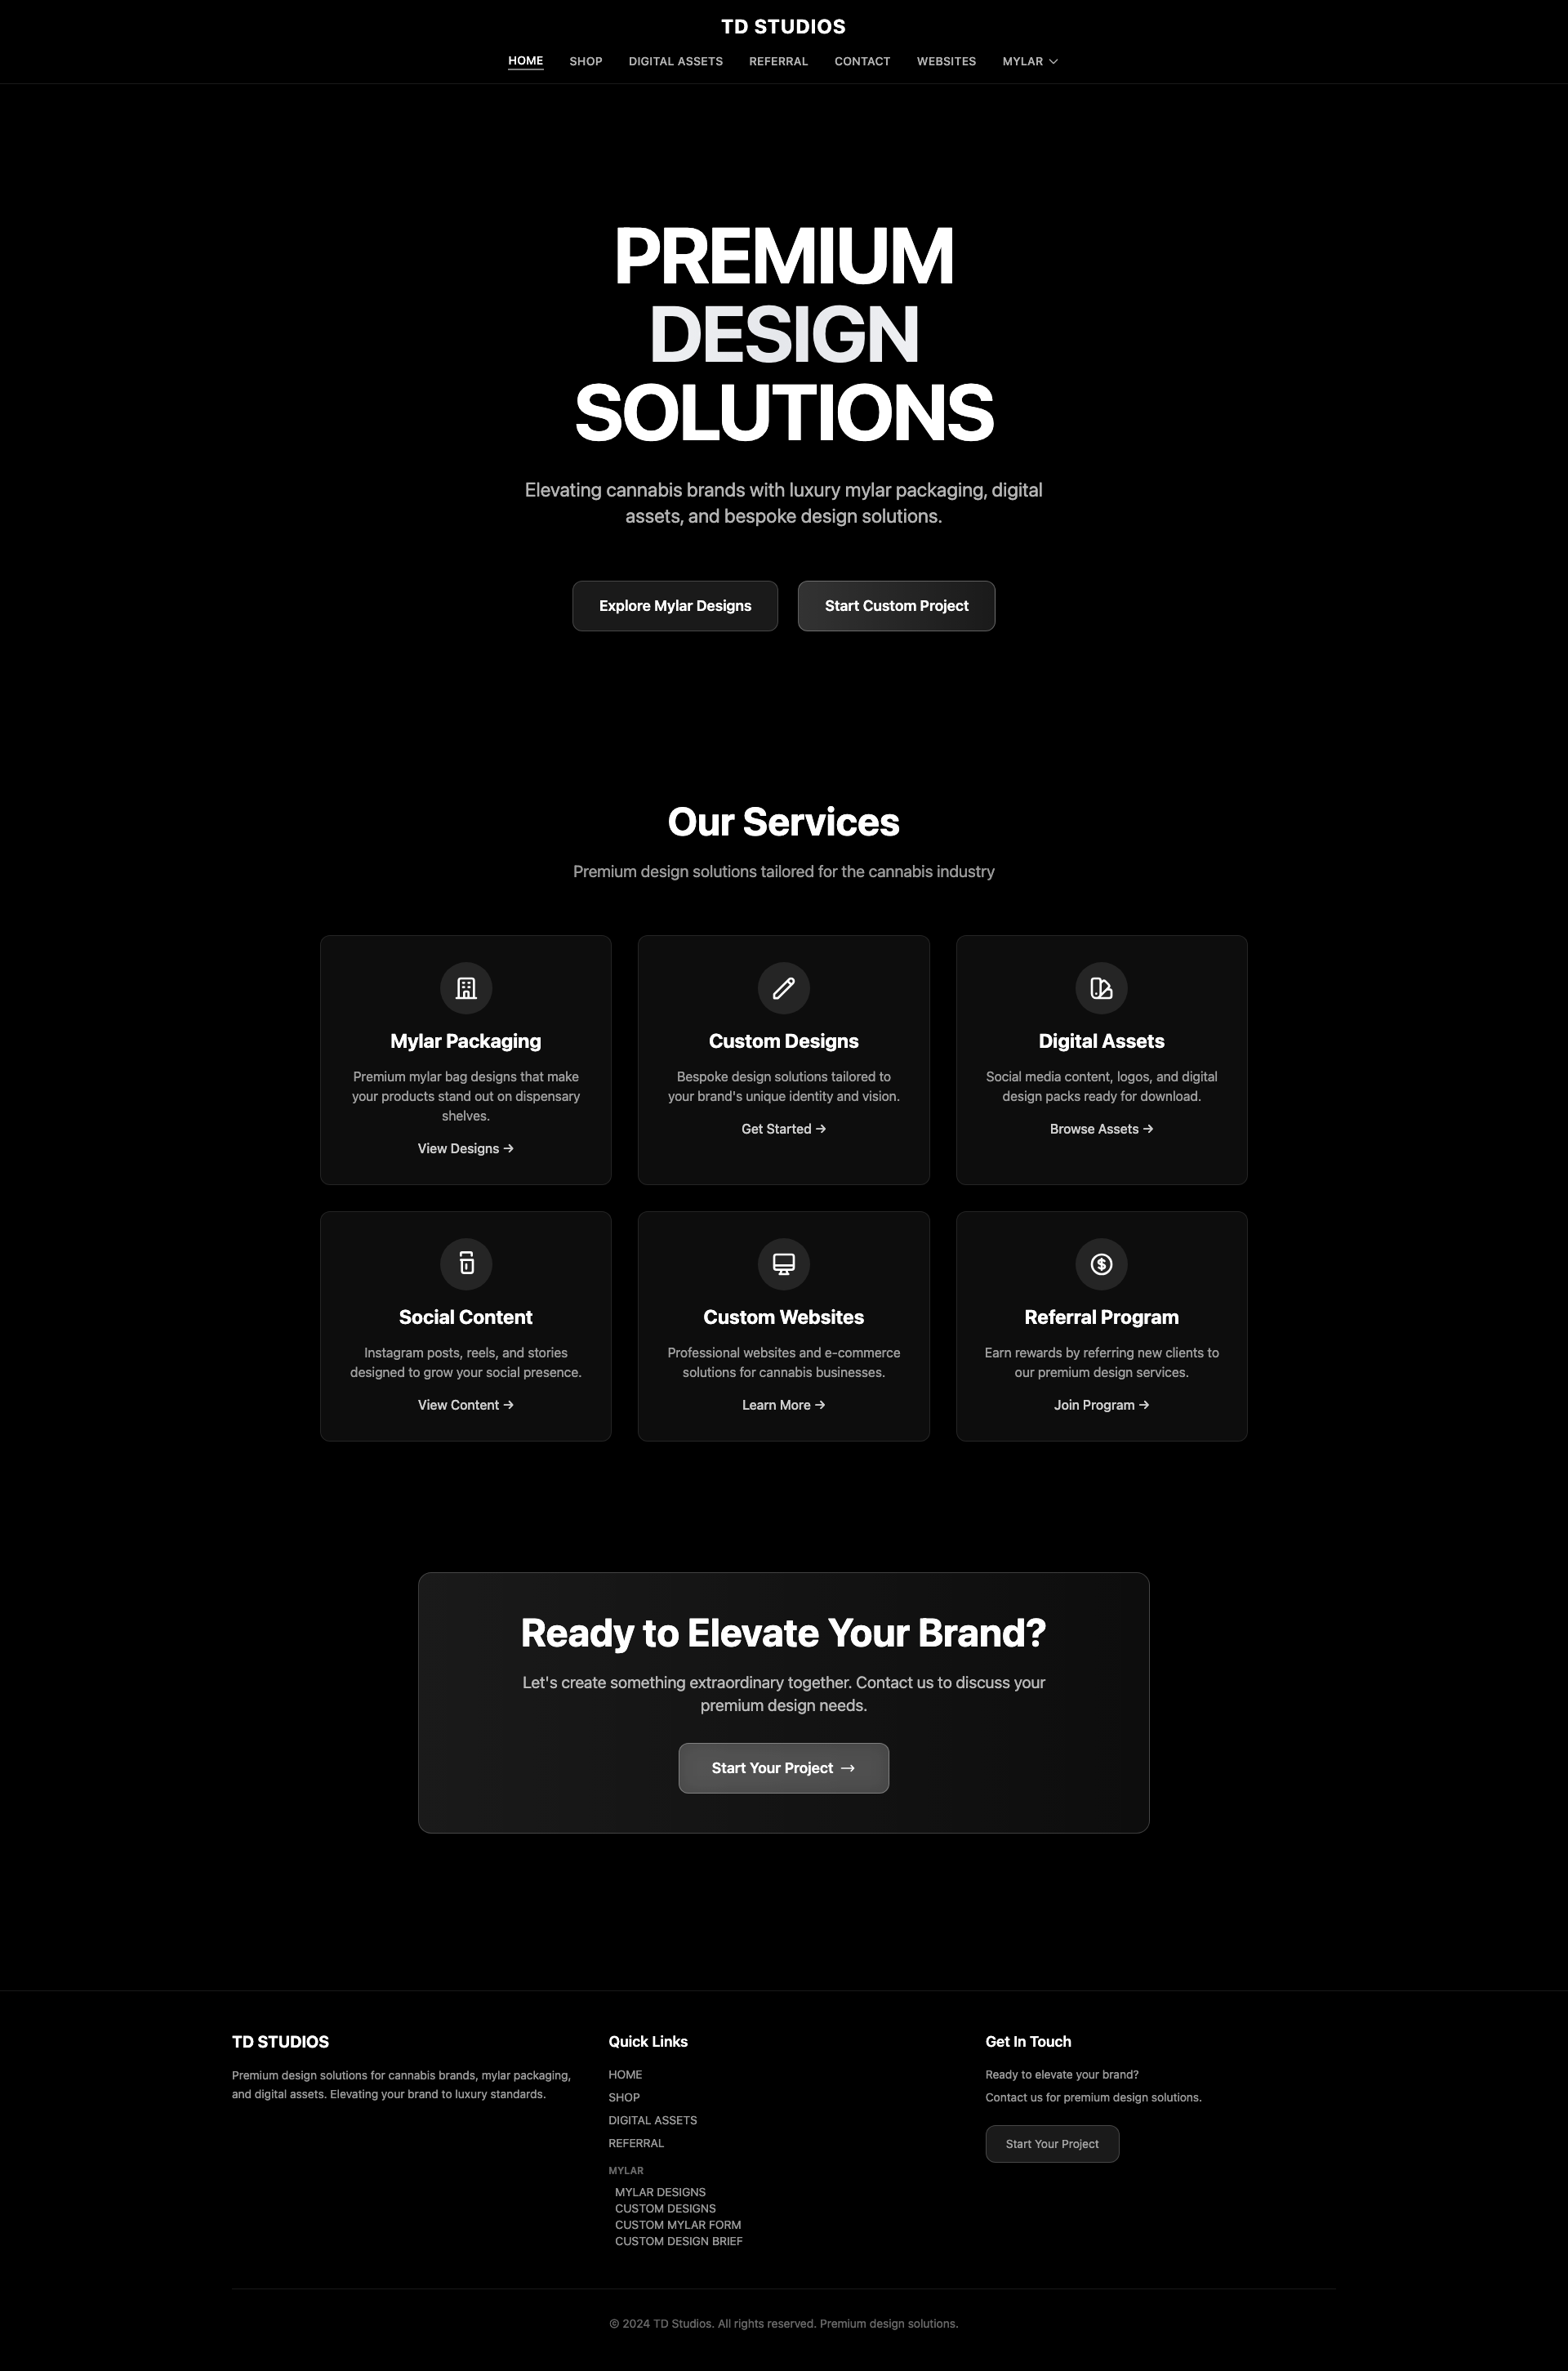 TD STUDIOS
HOME SHOP DIGITAL ASSETS REFERRAL CONTACT WEBSITES MYLAR
PREMIUM
DESIGN
SOLUTIONS
Elevating cannabis brands with luxury mylar packaging, digital
assets, and bespoke design solutions.
Explore Mylar Designs
Start Custom Project
Our Services
Premium design solutions tailored for the cannabis industry
Mylar Packaging
Premium mylar bag designs that make
your products stand out on dispensary
shelves.
View Designs →
Custom Designs
Bespoke design solutions tailored to
your brand's unique identity and vision.
Get Started →
Digital Assets
Social media content, logos, and digital
design packs ready for download.
Browse Assets →
Social Content
Instagram posts, reels, and stories
designed to grow your social presence.
View Content →
Custom Websites
Professional websites and e-commerce
solutions for cannabis businesses.
Learn More →
Referral Program
Earn rewards by referring new clients to
our premium design services.
Join Program →
Ready to Elevate Your Brand?
Let's create something extraordinary together. Contact us to discuss your
premium design needs.
Start Your Project →
TD STUDIOS
Premium design solutions for cannabis brands, mylar packaging,
and digital assets. Elevating your brand to luxury standards.
Quick Links
HOME
SHOP
DIGITAL ASSETS
REFERRAL
MYLAR
MYLAR DESIGNS
CUSTOM DESIGNS
CUSTOM MYLAR FORM
CUSTOM DESIGN BRIEF
Get In Touch
Ready to elevate your brand?
Contact us for premium design solutions.
Start Your Project
© 2024 TD Studios. All rights reserved. Premium design solutions.